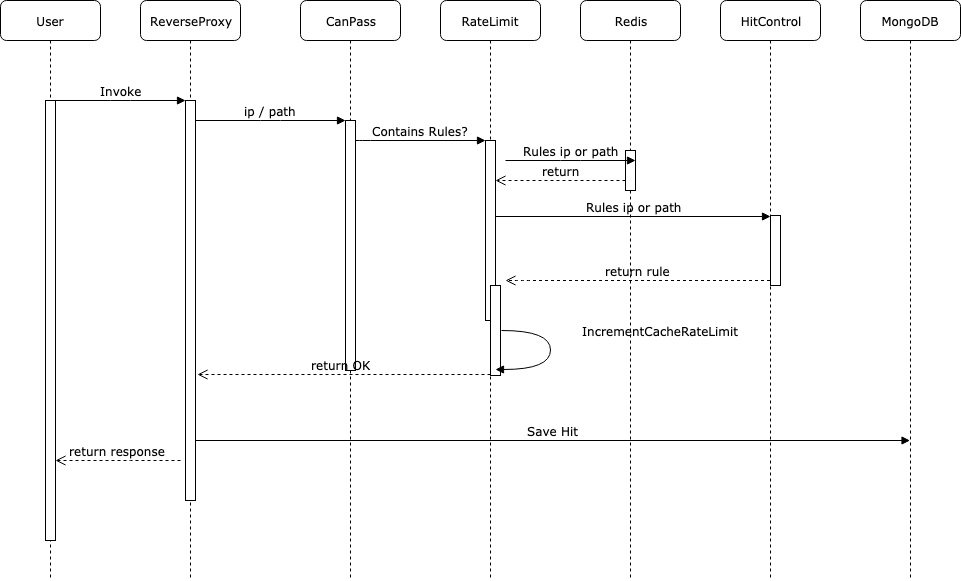 User
ReverseProxy
CanPass
RateLimit
Redis
HitControl
MongoDB
Invoke
ip / path
Contains Rules?
Rules ip or path
return
Rules ip or path
return rule
IncrementCacheRateLimit
return OK
Save Hit
return response